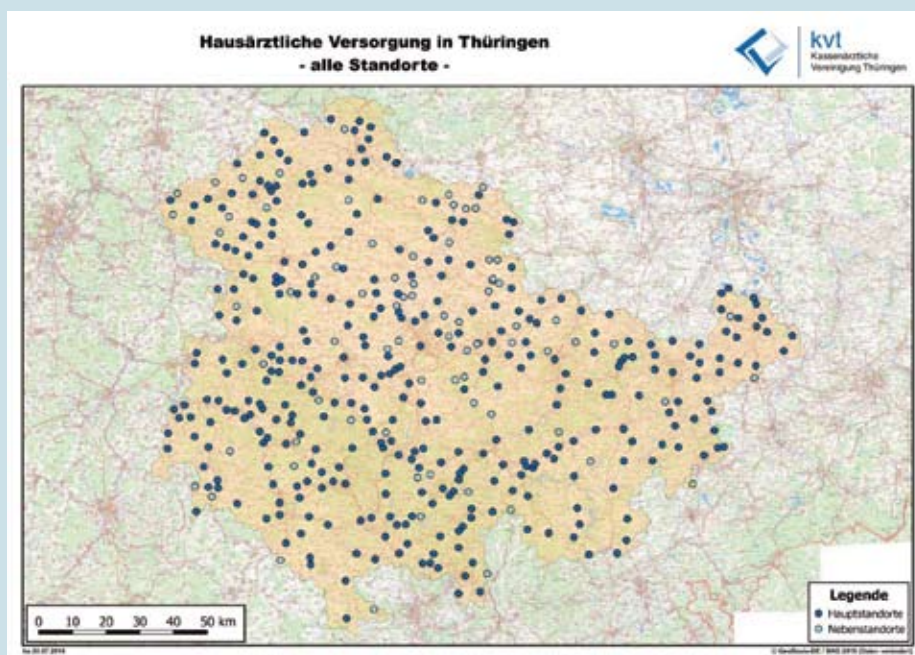 Hausärztliche Versorgung in Thüringen
- alle Standorte -
kvt
Kassenärztliche
Vereinigung Thüringen
Legende
Hauptstandorte
Nebenstandorte
0 10 20 30 40 50 km